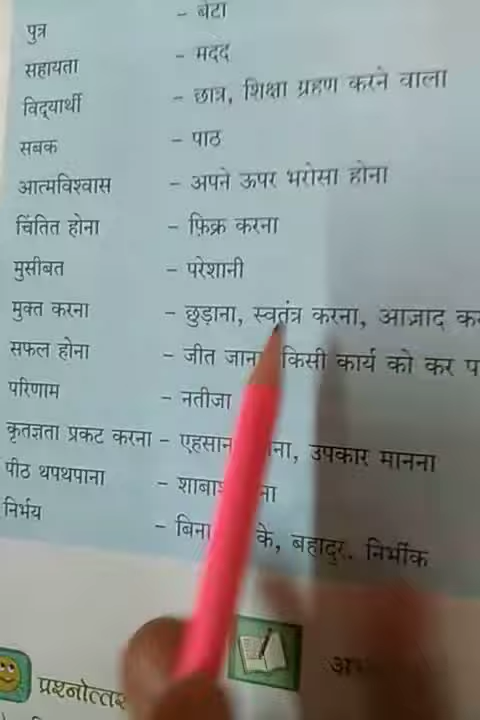 पुत्र - बेटा
सहायता - मदद
विद्यार्थी - छात्र, शिक्षा ग्रहण करने वाला
सबक - पाठ
आत्मविश्वास - अपने ऊपर भरोसा होना
चिंतित होना - फ़िक्र करना
मुसीबत - परेशानी
मुक्त करना - छुड़ाना, स्वतंत्र करना, आज़ाद
सफल होना - जीत किसी कार्य को कर
परिणाम - नतीजा
कृतज्ञता प्रकट करना - एहसान उपकार मानना
पीठ थपथपाना -
निर्भय - बिना बहादुर. निर्भीक